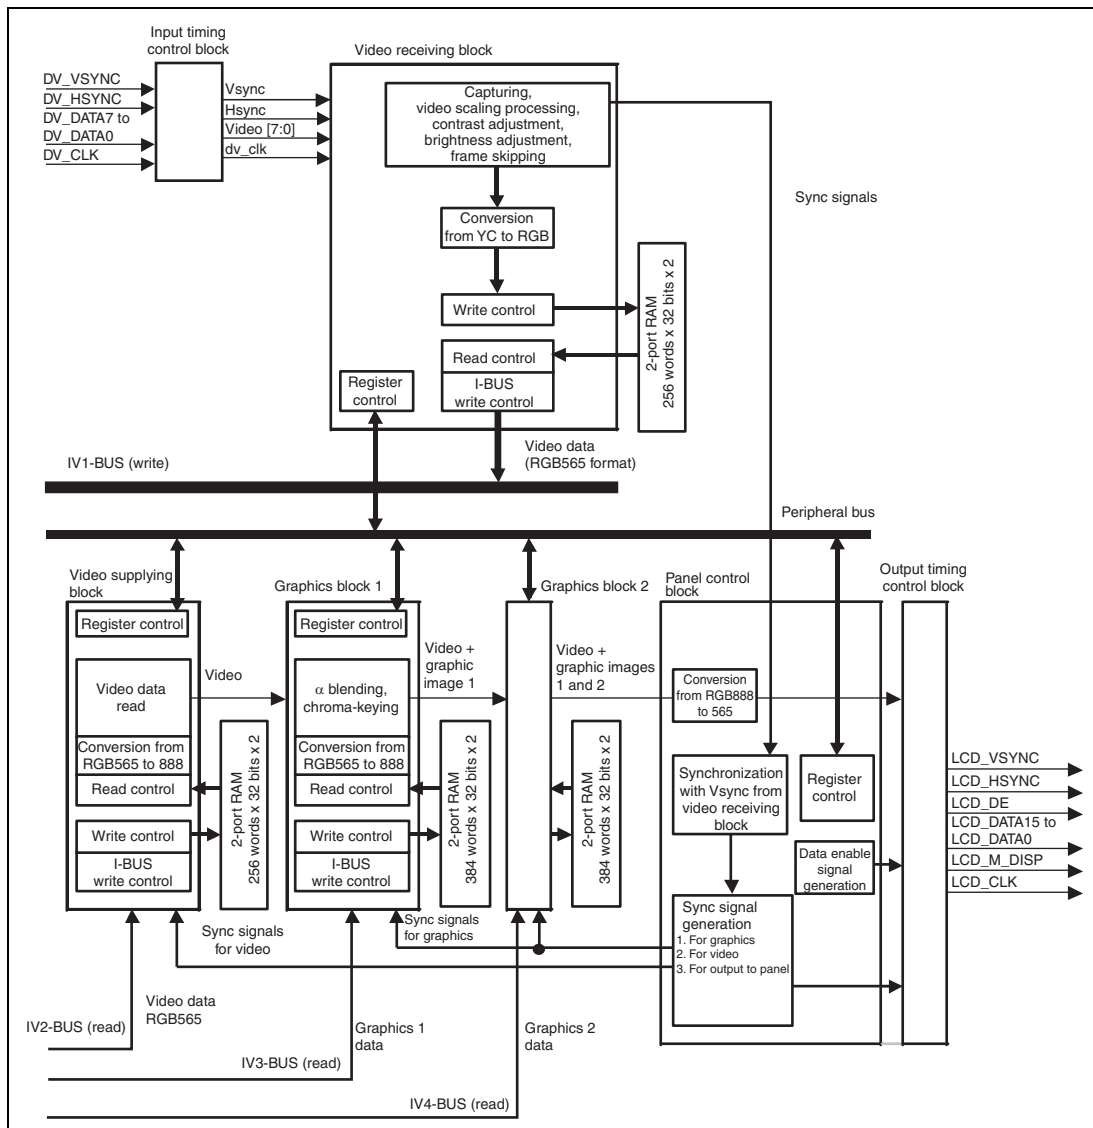 Input timing
control block
Video receiving block
DV_VSYNC
DV_HSYNC
DV_DATA7 to
DV_DATA0
DV_CLK
Vsync
Hsync
Video [7:0]
dv_clk
Capturing,
video scaling processing,
contrast adjustment,
brightness adjustment,
frame skipping
Sync signals
Conversion
from YC to RGB
Write control
Read control
I-BUS
write control
2-port RAM
256 words x 32 bits x 2
Register
control
Video data
(RGB565 format)
IV1-BUS (write)
Peripheral bus
Video supplying
block
Graphics block 1
Graphics block 2
Panel control
block
Output timing
control block
Register control
Video data
read
Conversion from
RGB565 to 888
Read control
Write control
I-BUS
write control
Video
2-port RAM
256 words x 32 bits x 2
Register control
α blending,
chroma-keying
Conversion from
RGB565 to 888
Read control
Write control
I-BUS
write control
Video +
graphic
image 1
2-port RAM
384 words x 32 bits x 2
Video +
graphic images
1 and 2
2-port RAM
384 words x 32 bits x 2
Conversion
from RGB888
to 565
Synchronization
with Vsync from
video receiving
block
Register
control
Data enable
signal
generation
Sync signal
generation
1. For graphics
2. For video
3. For output to panel
LCD_VSYNC
LCD_HSYNC
LCD_DE
LCD_DATA15 to
LCD_DATA0
LCD_M_DISP
LCD_CLK
Sync signals
for video
Sync signals
for graphics
Video data
RGB565
IV2-BUS (read)
Graphics 1
data
IV3-BUS (read)
Graphics 2
data
IV4-BUS (read)